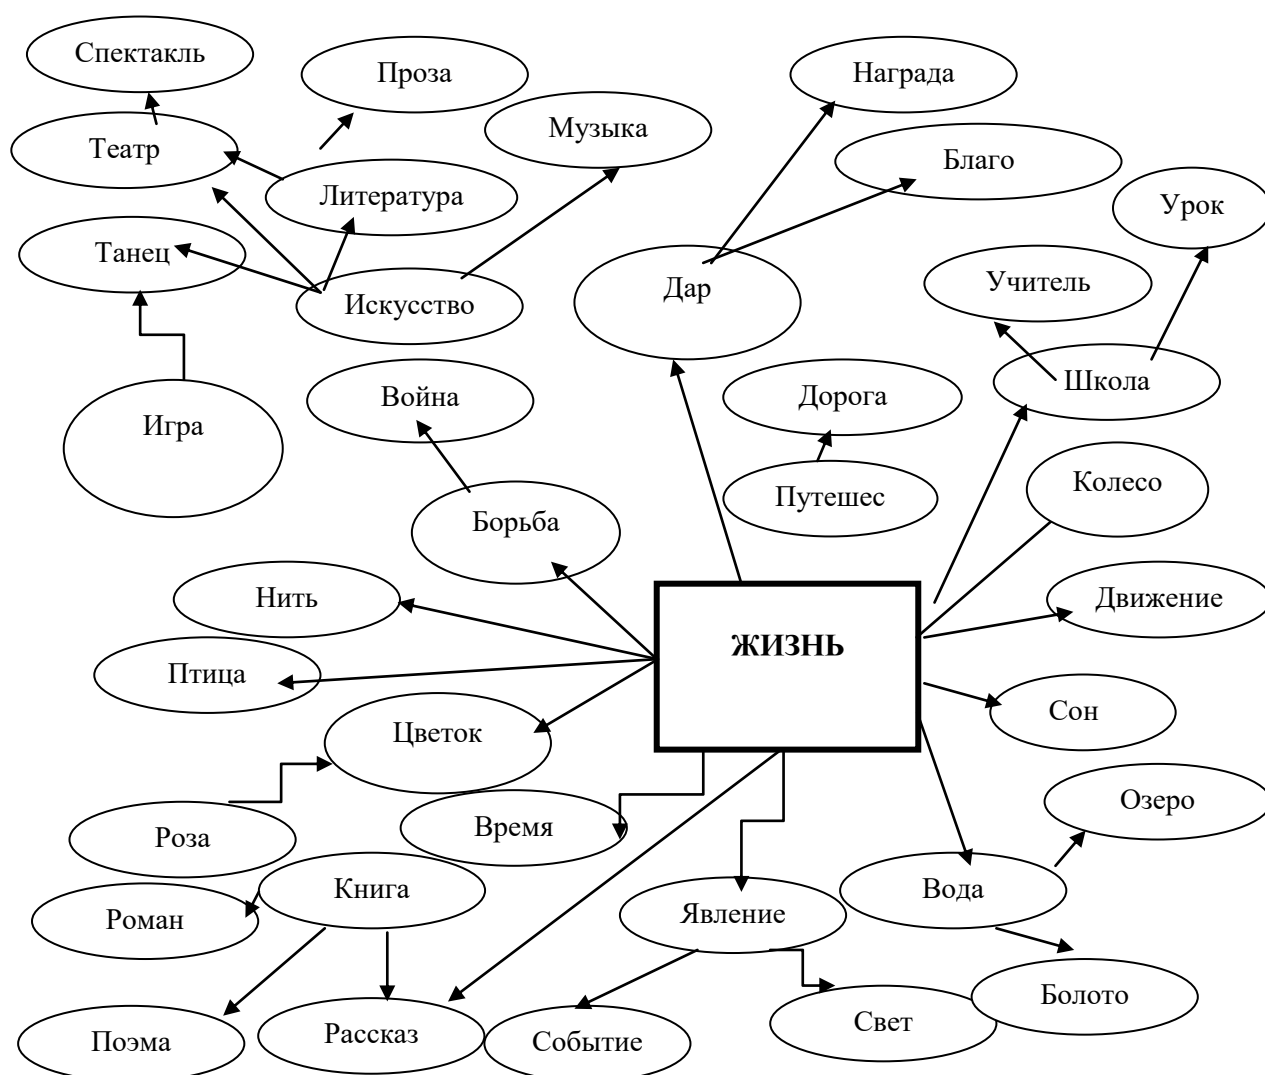 Спектакль
Проза
Награда
Музыка
Театр
Благо
Литература
Урок
Танец
Учитель
Дар
Искусство
Школа
Война
Дорога
Игра
Колесо
Путешес
Борьба
Нить
Движение
ЖИЗНЬ
Птица
Сон
Цветок
Озеро
Время
Роза
Книга
Вода
Роман
Явление
Болото
Свет
Рассказ
Поэма
Событие